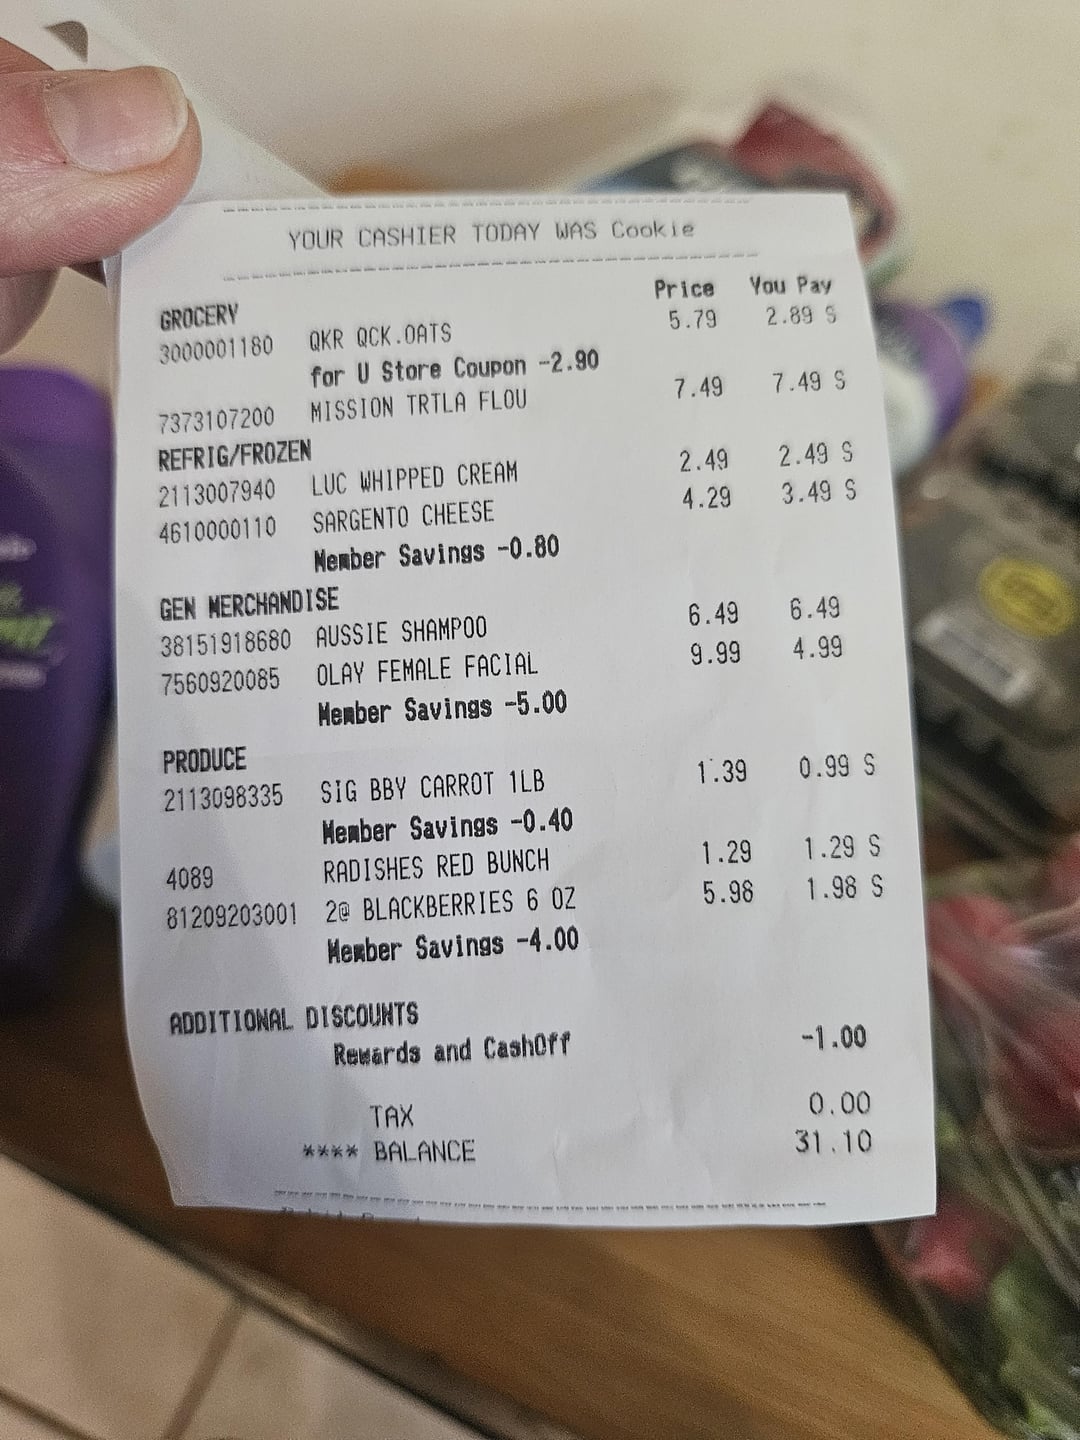 YOUR CASHIER TODAY WAS Cookie
Price You Pay
GROCERY
3000001180 QKR QCK.OATS 5.79 2.89 S
for U Store Coupon -2.90
7373107200 MISSION TRTLA FLOU 7.49 7.49 S
REFRIG/FROZEN
2113007940 LUC WHIPPED CREAM 2.49 2.49 S
4610000110 SARGENTO CHEESE 4.29 3.49 S
Member Savings -0.80
GEN MERCHANDISE
38151918680 AUSSIE SHAMPOO 6.49 6.49
7560920085 OLAY FEMALE FACIAL 9.99 4.99
Member Savings -5.00
PRODUCE
2113098335 SIG BBY CARROT 1LB 1.39 0.99 S
Member Savings -0.40
4089 RADISHES RED BUNCH 1.29 1.29 S
81209203001 2@ BLACKBERRIES 6 OZ 5.98 1.98 S
Member Savings -4.00
ADDITIONAL DISCOUNTS
Rewards and CashOff -1.00
TAX 0.00
**** BALANCE 31.10